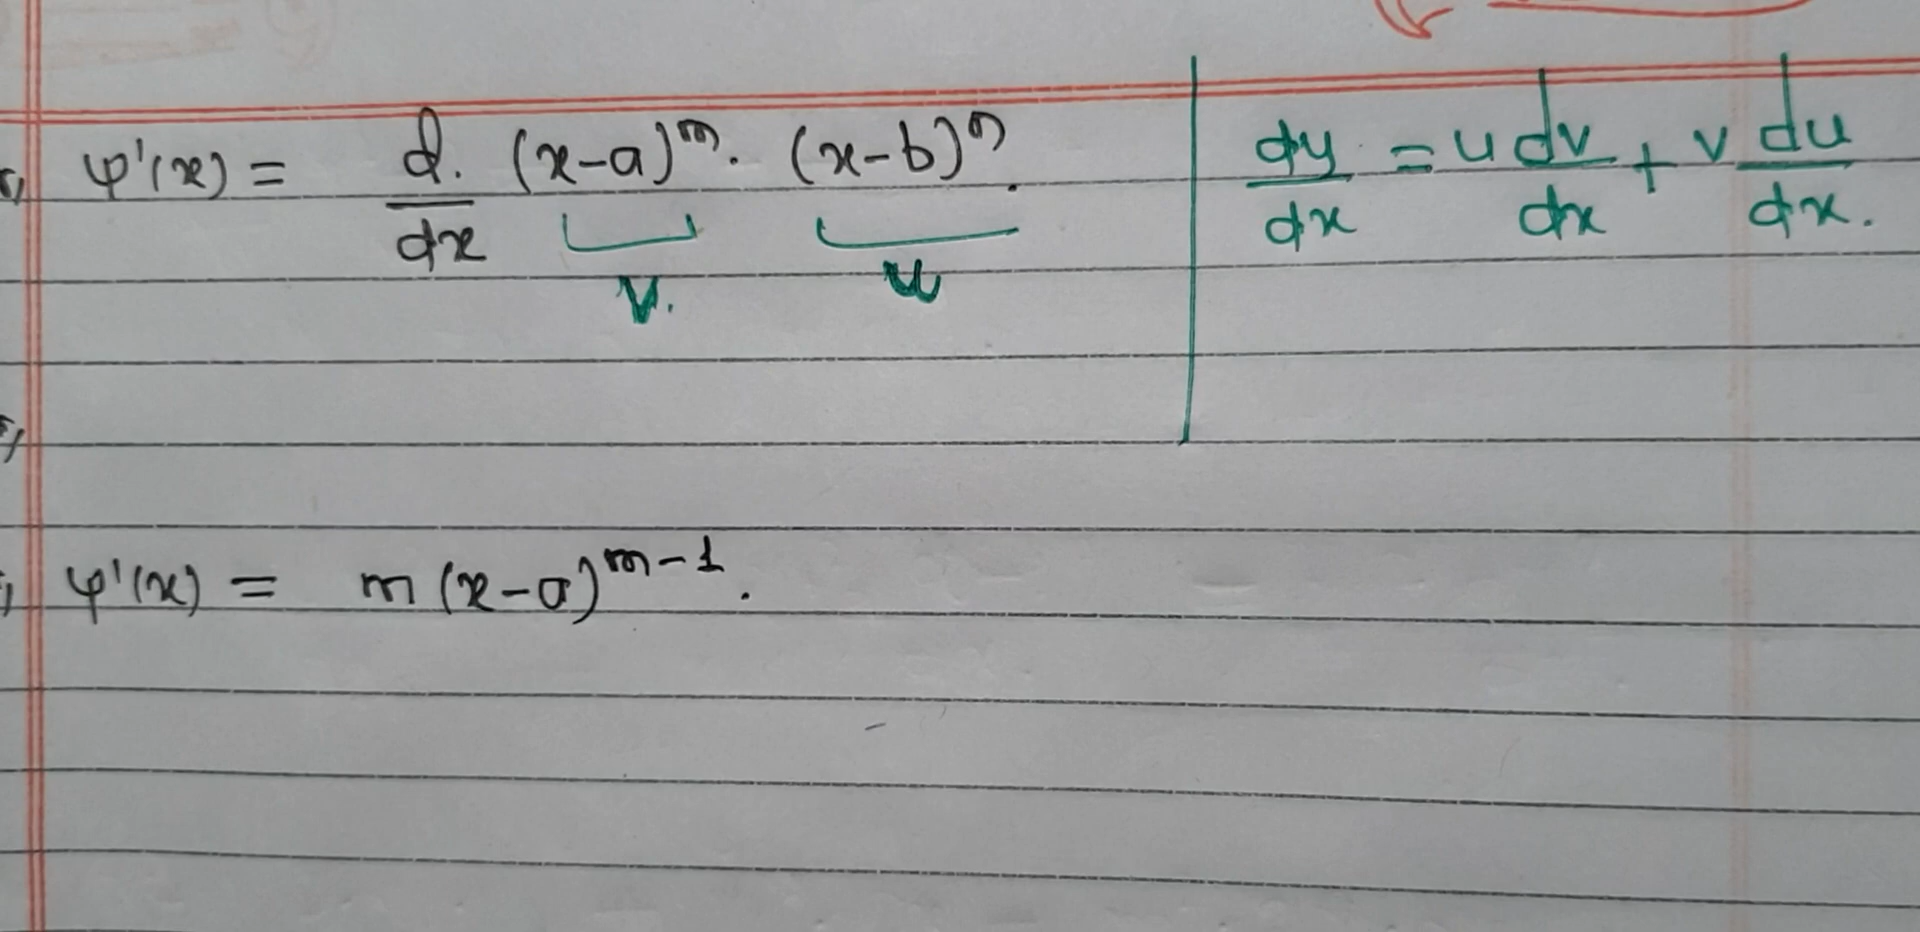 φ'(x) = d/dx (x-a)^m. (x-b)^n.
v. u
dy/dx = u dv/dx + v du/dx.
φ'(x) = m(x-a)^m-1 .